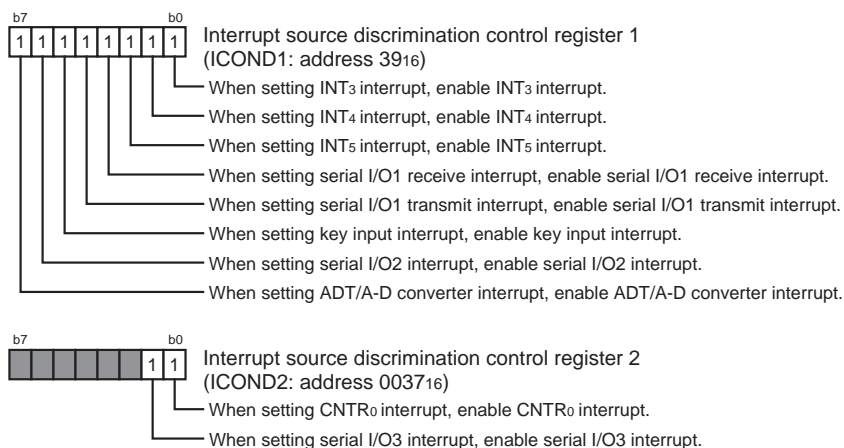 b7 b0
1 1 1 1 1 1 1 1
Interrupt source discrimination control register 1
(ICOND1: address 3916)
When setting INT3 interrupt, enable INT3 interrupt.
When setting INT4 interrupt, enable INT4 interrupt.
When setting INT5 interrupt, enable INT5 interrupt.
When setting serial I/O1 receive interrupt, enable serial I/O1 receive interrupt.
When setting serial I/O1 transmit interrupt, enable serial I/O1 transmit interrupt.
When setting key input interrupt, enable key input interrupt.
When setting serial I/O2 interrupt, enable serial I/O2 interrupt.
When setting ADT/A-D converter interrupt, enable ADT/A-D converter interrupt.
b7 b0
1 1
Interrupt source discrimination control register 2
(ICOND2: address 003716)
When setting CNTR0 interrupt, enable CNTR0 interrupt.
When setting serial I/O3 interrupt, enable serial I/O3 interrupt.